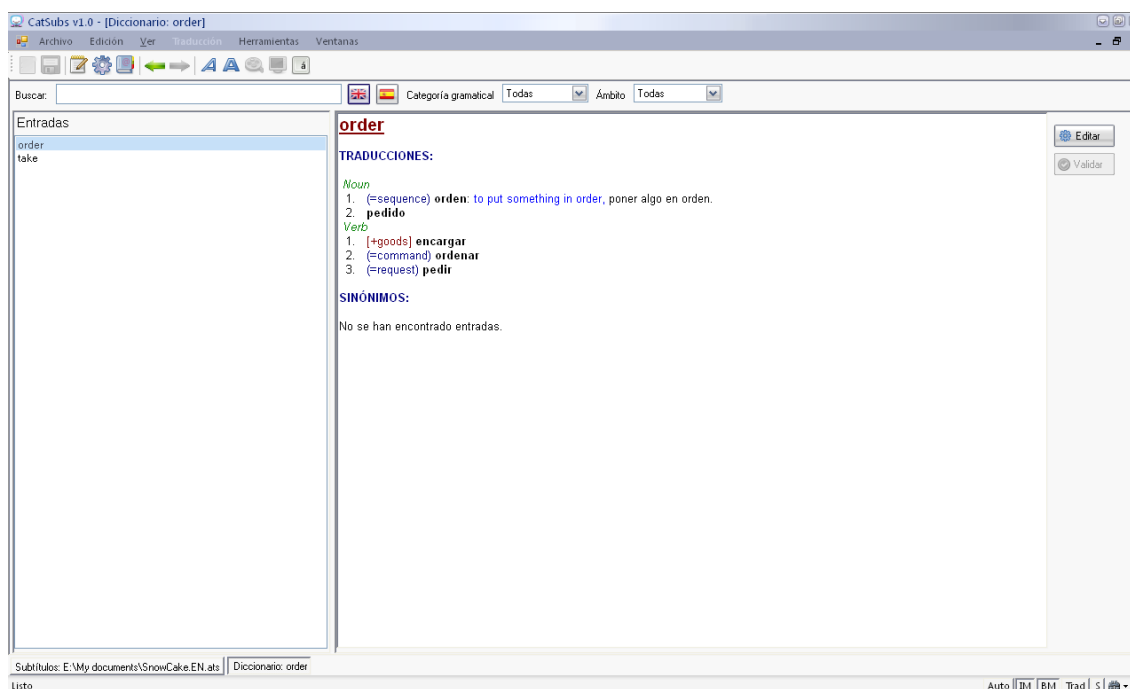 CatSubs v1.0 - [Diccionario: order]
Archivo Edición Ver Traducción Herramientas Ventanas
A A á
Buscar: Categoría gramatical Todas Ámbito Todas
Entradas
order
take
order
TRADUCCIONES:
Noun
1. (=sequence) orden: to put something in order, poner algo en orden.
2. pedido
Verb
1. [+goods] encargar
2. (=command) ordenar
3. (=request) pedir
SINÓNIMOS:
No se han encontrado entradas.
Editar
Validar
Subtítulos: E:\My documents\SnowCake.EN.ats Diccionario: order
Listo Auto IM BM Trad S